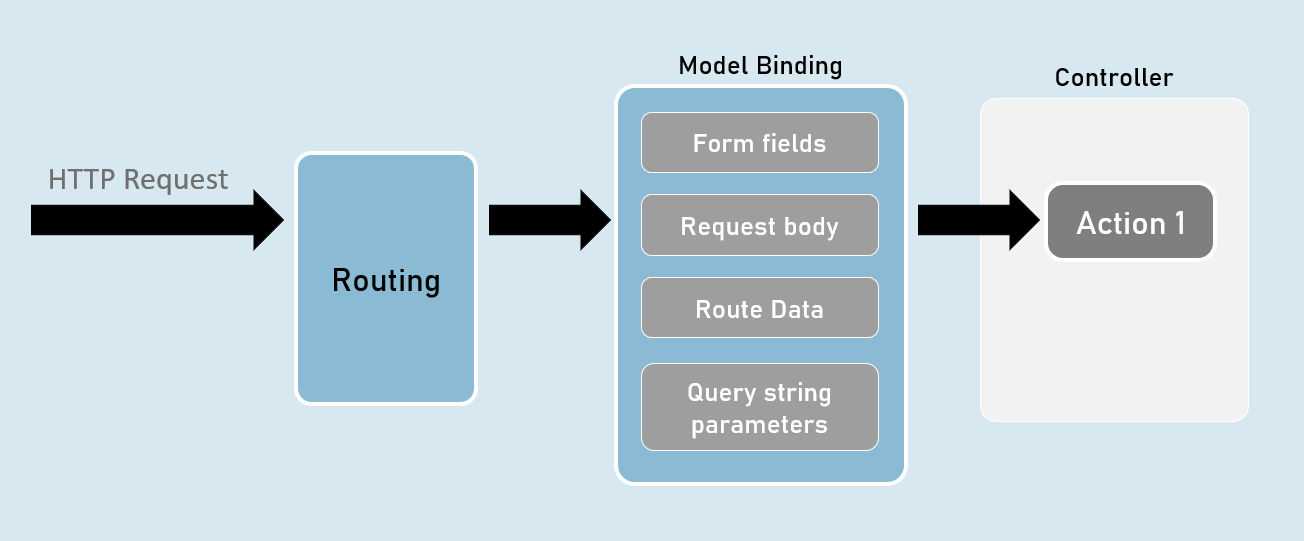 HTTP Request
Routing
Model Binding
Form fields
Request body
Route Data
Query string
parameters
Controller
Action 1